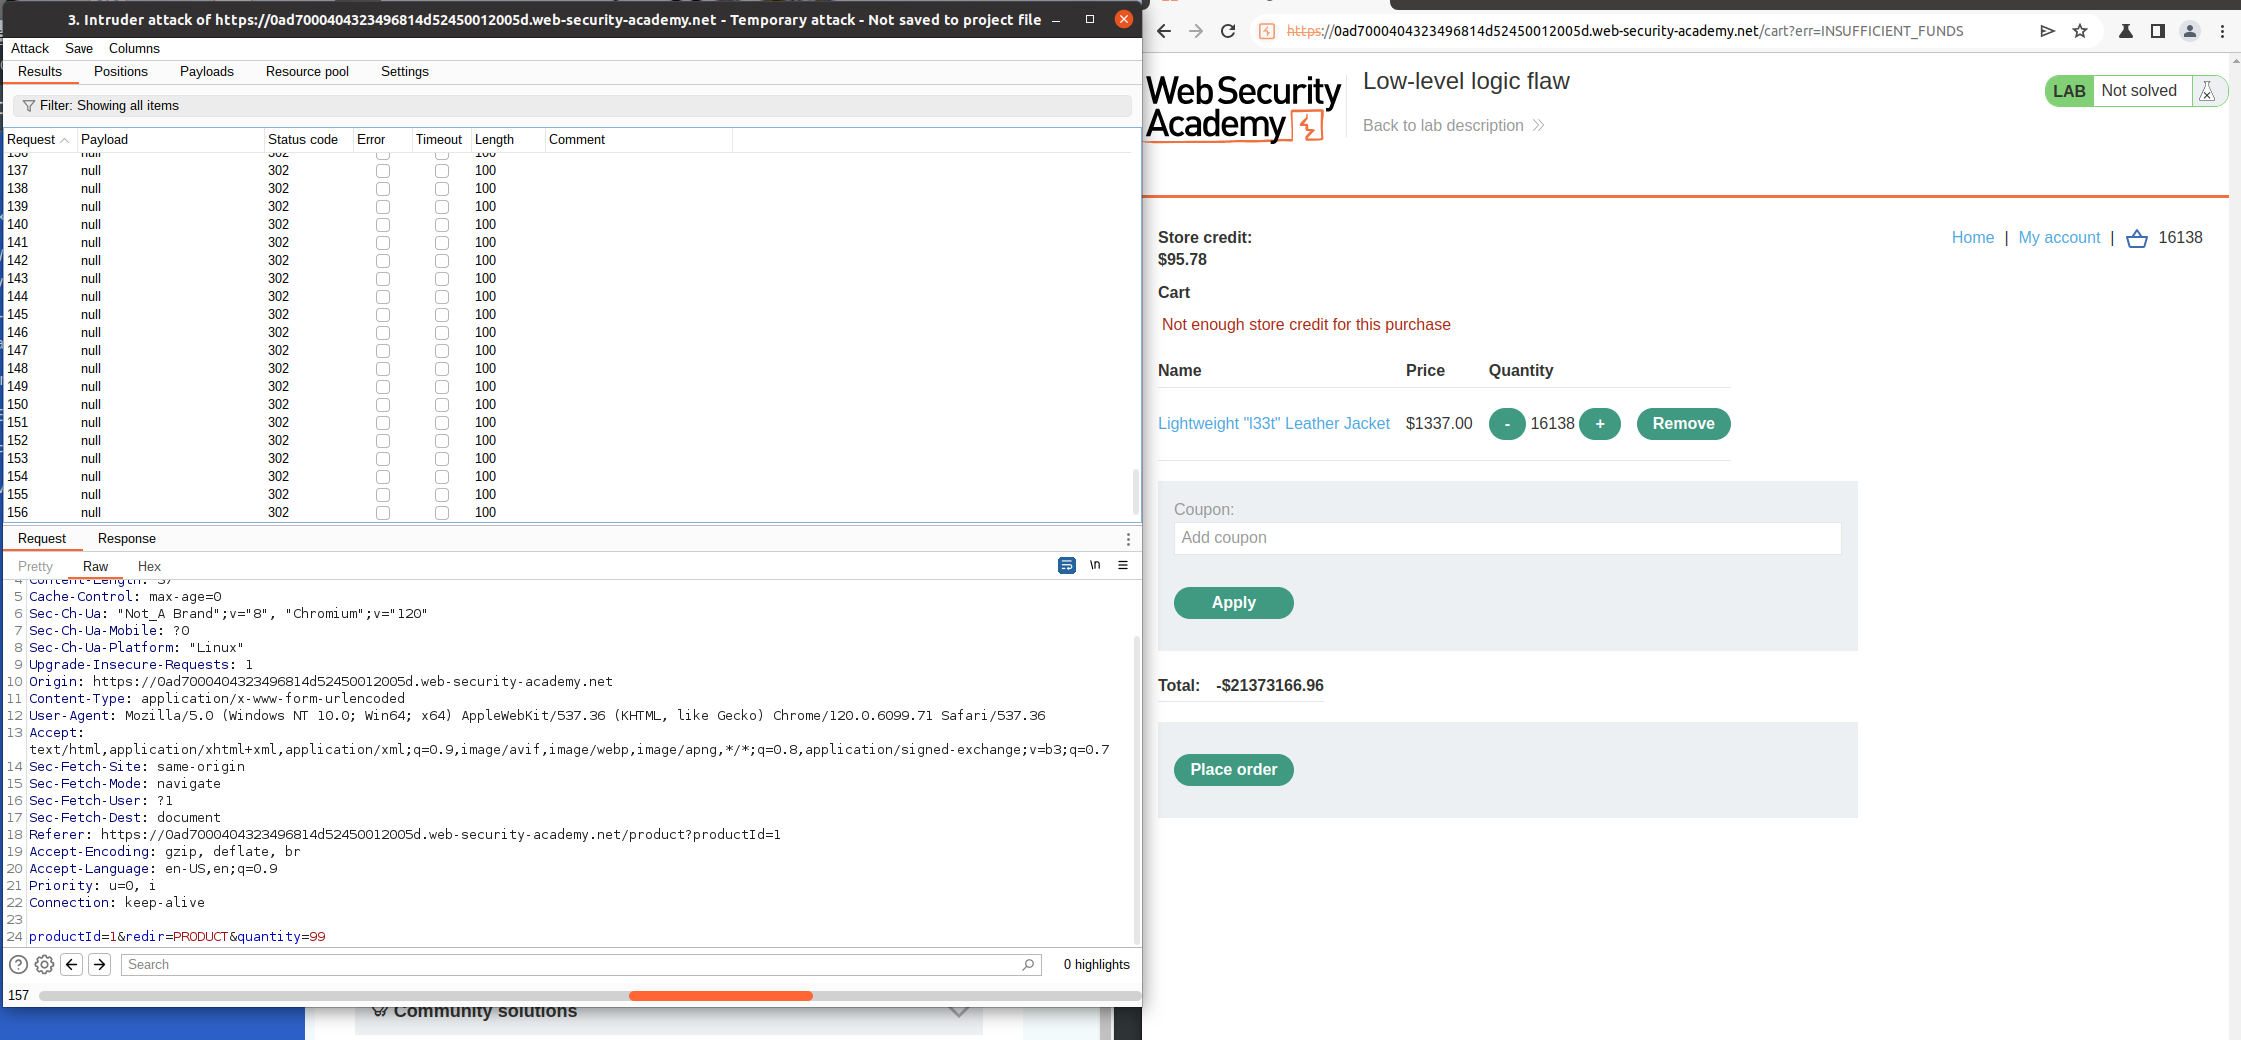 3. Intruder attack of https://0ad7000404323496814d52450012005d.web-security-academy.net - Temporary attack - Not saved to project file
Attack Save Columns
Results Positions Payloads Resource pool Settings
Filter: Showing all items
Request Payload Status code Error Timeout Length Comment
136 null 302 100
137 null 302 100
138 null 302 100
139 null 302 100
140 null 302 100
141 null 302 100
142 null 302 100
143 null 302 100
144 null 302 100
145 null 302 100
146 null 302 100
147 null 302 100
148 null 302 100
149 null 302 100
150 null 302 100
151 null 302 100
152 null 302 100
153 null 302 100
154 null 302 100
155 null 302 100
156 null 302 100
Request Response
Pretty Raw Hex
\n
4 Content-Length: 37
5 Cache-Control: max-age=0
6 Sec-Ch-Ua: "Not_A Brand";v="8", "Chromium";v="120"
7 Sec-Ch-Ua-Mobile: ?0
8 Sec-Ch-Ua-Platform: "Linux"
9 Upgrade-Insecure-Requests: 1
10 Origin: https://0ad7000404323496814d52450012005d.web-security-academy.net
11 Content-Type: application/x-www-form-urlencoded
12 User-Agent: Mozilla/5.0 (Windows NT 10.0; Win64; x64) AppleWebKit/537.36 (KHTML, like Gecko) Chrome/120.0.6099.71 Safari/537.36
13 Accept:
text/html,application/xhtml+xml,application/xml;q=0.9,image/avif,image/webp,image/apng,*/*;q=0.8,application/signed-exchange;v=b3;q=0.7
14 Sec-Fetch-Site: same-origin
15 Sec-Fetch-Mode: navigate
16 Sec-Fetch-User: ?1
17 Sec-Fetch-Dest: document
18 Referer: https://0ad7000404323496814d52450012005d.web-security-academy.net/product?productId=1
19 Accept-Encoding: gzip, deflate, br
20 Accept-Language: en-US,en;q=0.9
21 Priority: u=0, i
22 Connection: keep-alive
23
24 productId=1&redir=PRODUCT&quantity=99
Search
0 highlights
157
Community solutions
https://0ad7000404323496814d52450012005d.web-security-academy.net/cart?err=INSUFFICIENT_FUNDS
Web Security
Academy
Low-level logic flaw
Back to lab description
LAB Not solved
Home | My account | 16138
Store credit:
$95.78
Cart
Not enough store credit for this purchase
Name Price Quantity
Lightweight "l33t" Leather Jacket $1337.00 - 16138 + Remove
Coupon:
Add coupon
Apply
Total: -$21373166.96
Place order